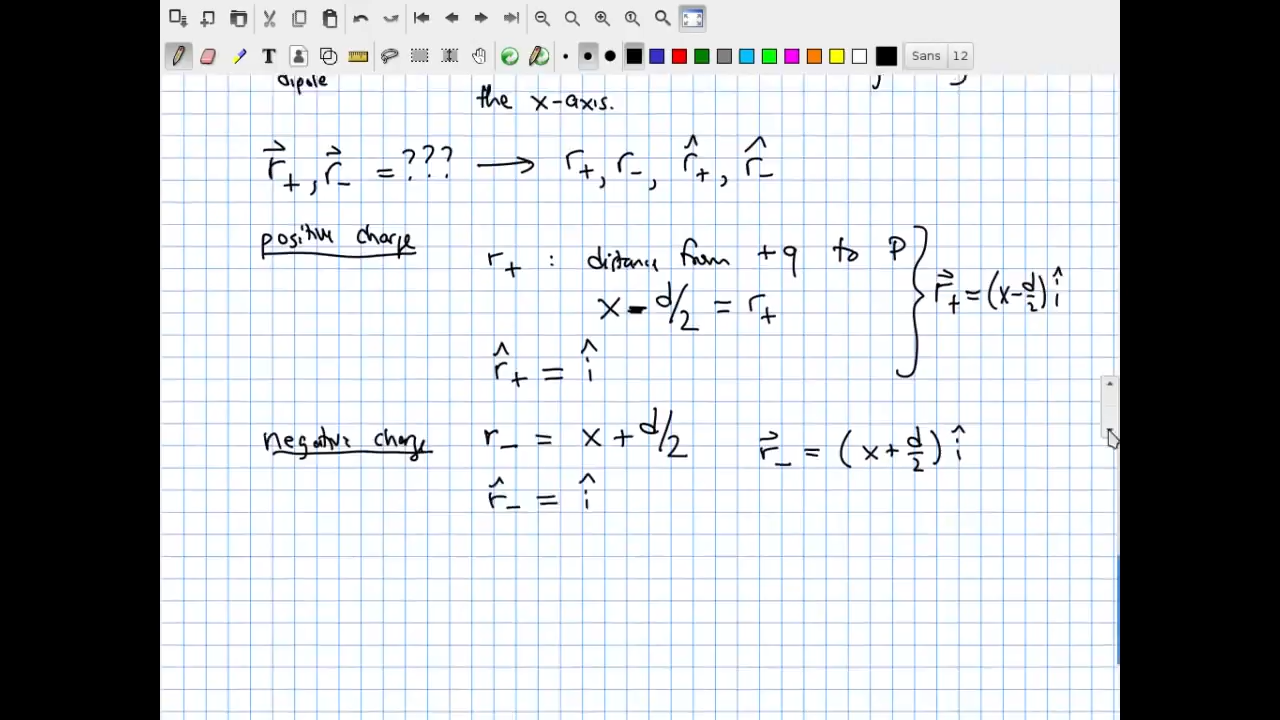 Sans 12
dipole
the x-axis.
r⃗₊, r⃗₋ = ??? → r₊, r₋, r̂₊, r̂₋
positive charge
r₊ : distance from +q to P
x - d/2 = r₊
r⃗₊ = (x - d/2) î
r̂₊ = î
negative charge r₋ = x + d/2 r⃗₋ = (x + d/2) î
r̂₋ = î